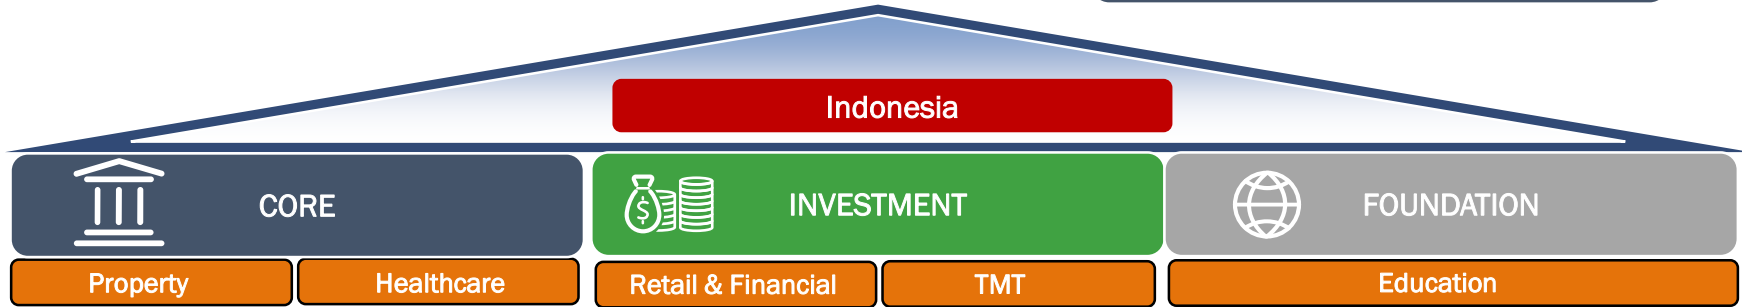 Indonesia
CORE
INVESTMENT
FOUNDATION
Property
Healthcare
Retail & Financial
TMT
Education